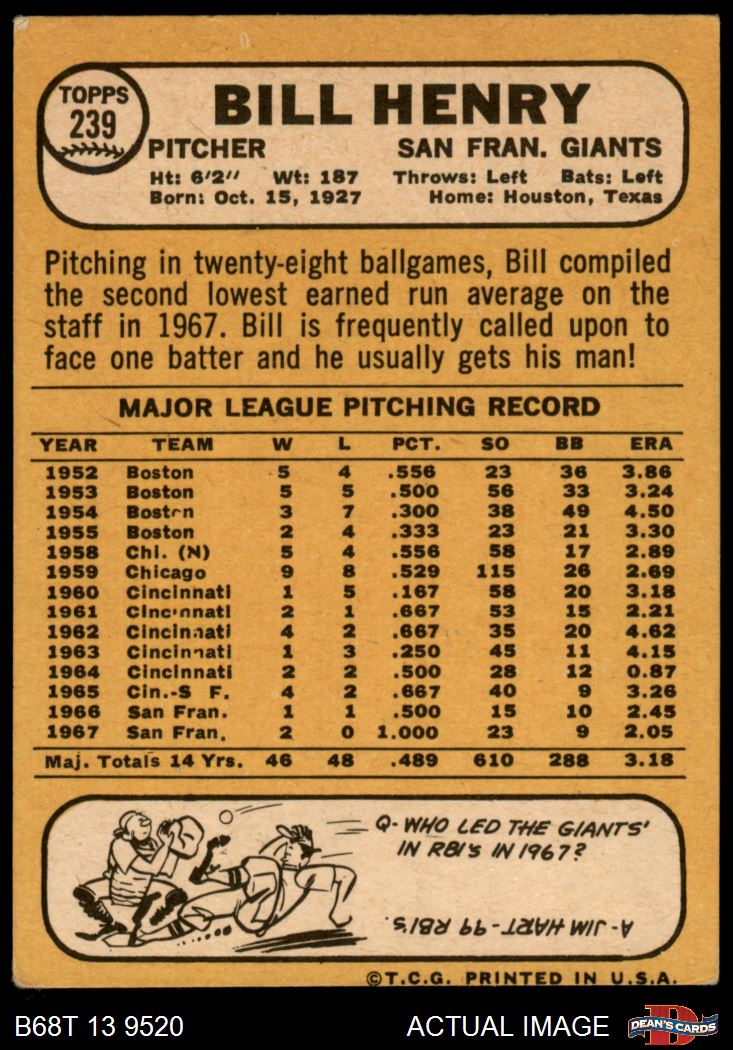 TOPPS
239
BILL HENRY
PITCHER SAN FRAN. GIANTS
Ht: 6'2" Wt: 187 Throws: Left Bats: Left
Born: Oct. 15, 1927 Home: Houston, Texas
Pitching in twenty-eight ballgames, Bill compiled
the second lowest earned run average on the
staff in 1967. Bill is frequently called upon to
face one batter and he usually gets his man!
MAJOR LEAGUE PITCHING RECORD
YEAR TEAM W L PCT. SO BB ERA
1952 Boston 5 4 .556 23 36 3.86
1953 Boston 5 5 .500 56 33 3.24
1954 Boston 3 7 .300 38 49 4.50
1955 Boston 2 4 .333 23 21 3.30
1958 Chi. (N) 5 4 .556 58 17 2.89
1959 Chicago 9 8 .529 115 26 2.69
1960 Cincinnati 1 5 .167 58 20 3.18
1961 Cincinnati 2 1 .667 53 15 2.21
1962 Cincinnati 4 2 .667 35 20 4.62
1963 Cincinnati 1 3 .250 45 11 4.15
1964 Cincinnati 2 2 .500 28 12 0.87
1965 Cin.-S F. 4 2 .667 40 9 3.26
1966 San Fran. 1 1 .500 15 10 2.45
1967 San Fran. 2 0 1.000 23 9 2.05
Maj. Totals 14 Yrs. 46 48 .489 610 288 3.18
Q- WHO LED THE GIANTS'
IN RBI's IN 1967?
A- JIM HART - 99 RBI's.
©T.C.G. PRINTED IN U.S.A.
B68T 13 9520 ACTUAL IMAGE
DEAN'S CARDS